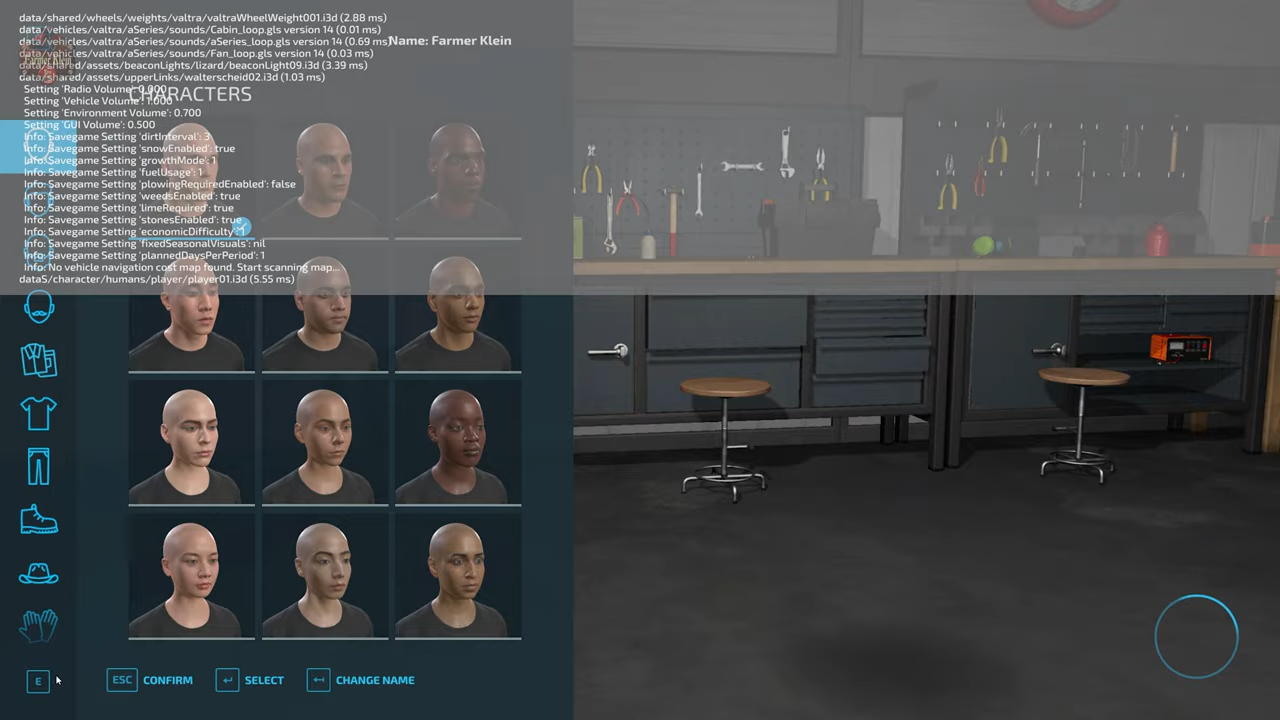 data/shared/wheels/weights/valtra/valtraWheelWeight001.i3d (2.88 ms)
data/vehicles/valtra/aSeries/sounds/Cabin_loop.gls version 14 (0.01 ms)
data/vehicles/valtra/aSeries/sounds/aSeries_loop.gls version 14 (0.69 ms)
Name: Farmer Klein
data/vehicles/valtra/aSeries/sounds/Fan_loop.gls version 14 (0.03 ms)
Farmer Klein
data/shared/assets/beaconLights/lizard/beaconLight09.i3d (3.39 ms)
data/shared/assets/upperLinks/walterscheid02.i3d (1.03 ms)
Setting 'Radio Volume': 0.000
CHARACTERS
Setting 'Vehicle Volume': 1.000
Setting 'Environment Volume': 0.700
Setting 'GUI Volume': 0.500
Info: Savegame Setting 'dirtInterval': 3
Info: Savegame Setting 'snowEnabled': true
Info: Savegame Setting 'growthMode': 1
Info: Savegame Setting 'fuelUsage': 1
Info: Savegame Setting 'plowingRequiredEnabled': false
Info: Savegame Setting 'weedsEnabled': true
Info: Savegame Setting 'limeRequired': true
Info: Savegame Setting 'stonesEnabled': true
Info: Savegame Setting 'economicDifficulty': 1
Info: Savegame Setting 'fixedSeasonalVisuals': nil
Info: Savegame Setting 'plannedDaysPerPeriod': 1
Info: No vehicle navigation cost map found. Start scanning map...
dataS/character/humans/player/player01.i3d (5.55 ms)
E ESC CONFIRM SELECT CHANGE NAME